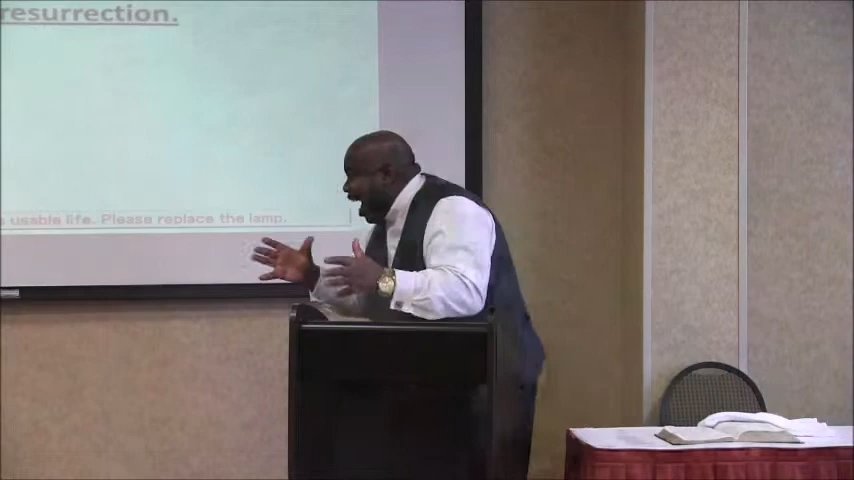 resurrection.
usable life. Please replace the lamp.